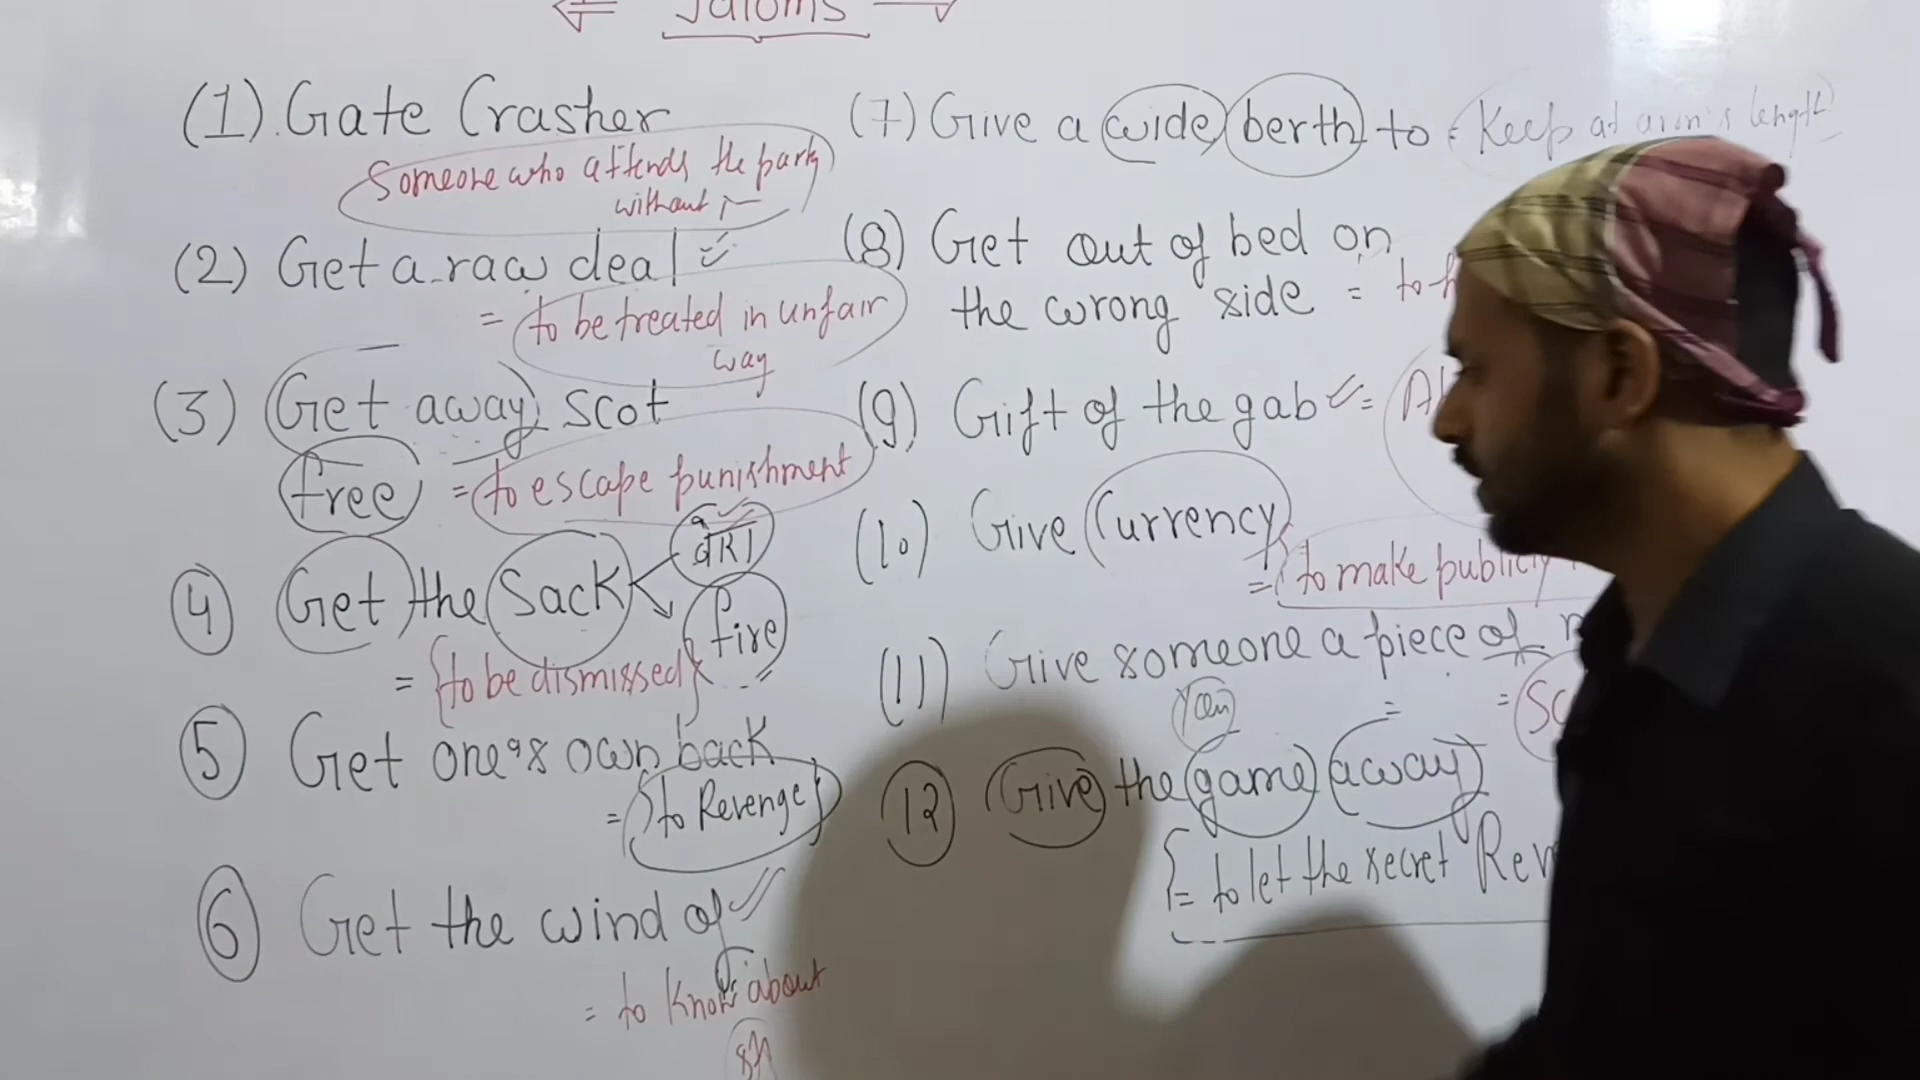 Idioms
(1) Gate Crasher
Someone who attends the party
without
(2) Get a raw deal
= to be treated in unfair
way
(3) Get away scot
free = to escape punishment
(4) Get the Sack
fire
= {to be dismissed}
(5) Get one's own back
= to Revenge
(6) Get the wind of
= to know about
(7) Give a wide berth to = Keep at arm's length
(8) Get out of bed on
the wrong side = to
(9) Gift of the gab =
(10) Give Currency
= to make publicly
(11) Give someone a piece of
=
(12) Give the game away
= to let the secret